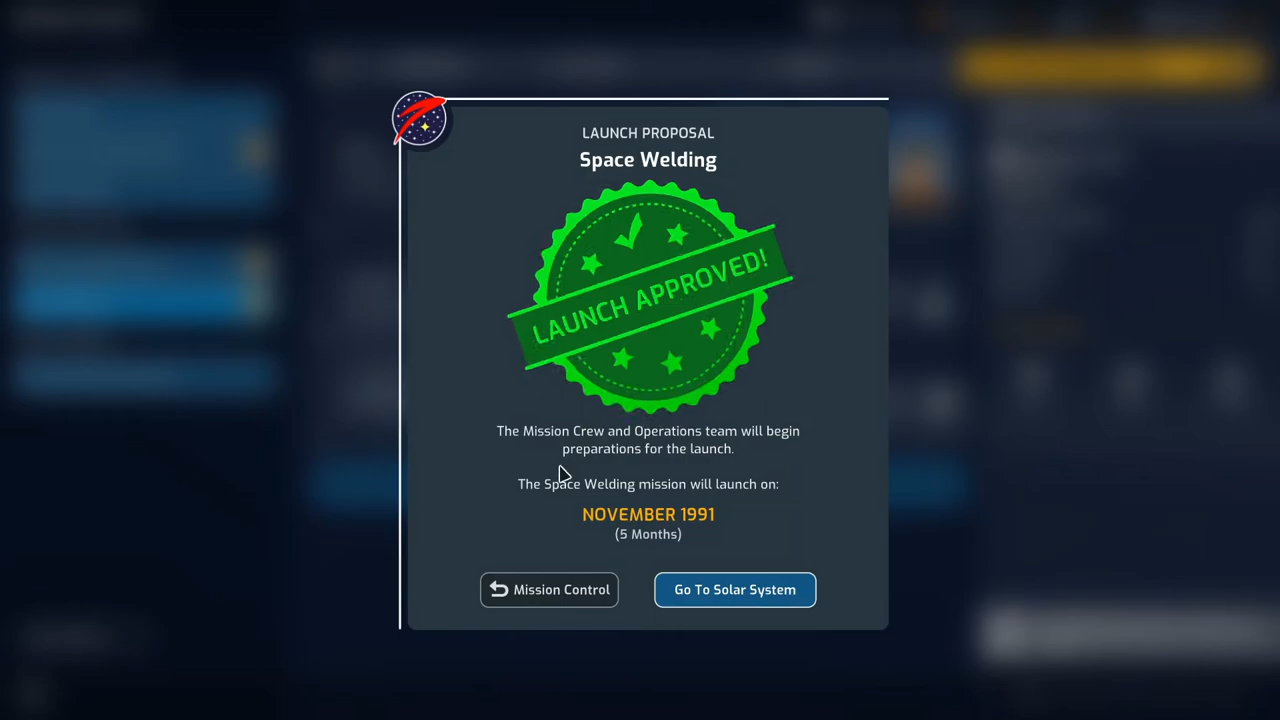 LAUNCH PROPOSAL
Space Welding
LAUNCH APPROVED!
The Mission Crew and Operations team will begin
preparations for the launch.
The Space Welding mission will launch on:
NOVEMBER 1991
(5 Months)
Mission Control
Go To Solar System